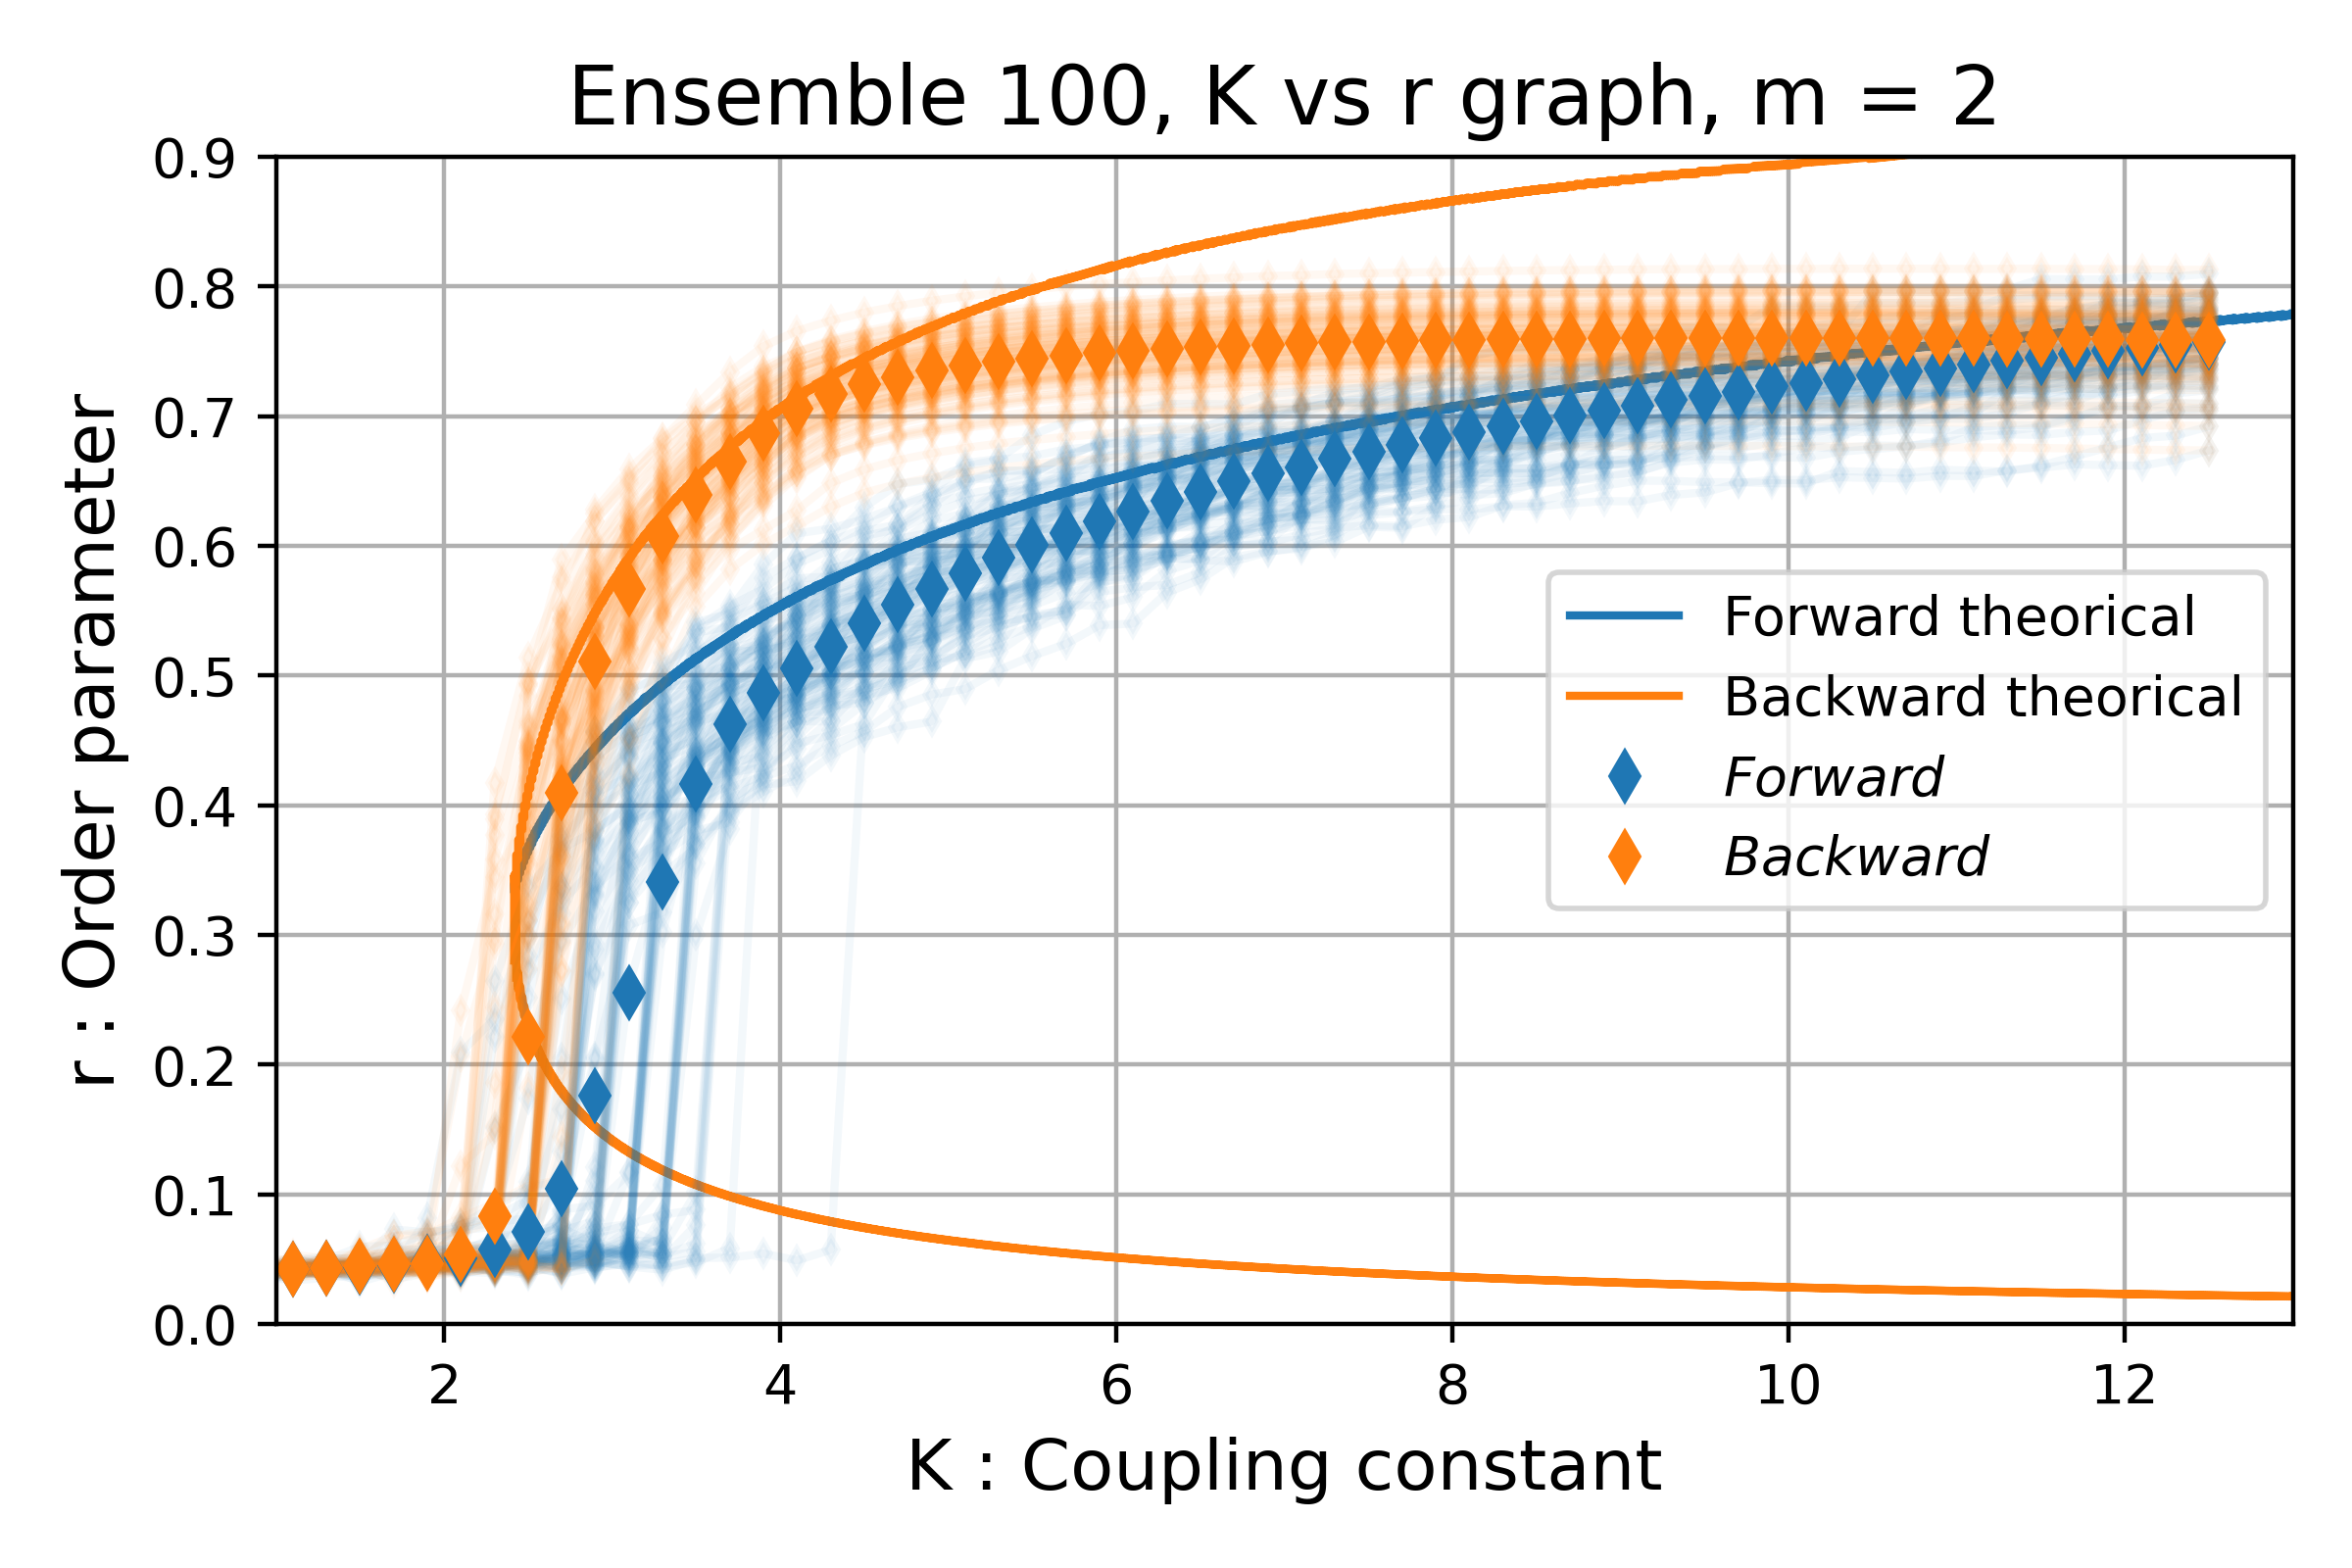 Ensemble 100, K vs r graph, m = 2
0.9
0.8
0.7
0.6
0.5
0.4
0.3
0.2
0.1
0.0
r : Order parameter
Forward theorical
Backward theorical
Forward
Backward
2 4 6 8 10 12
K : Coupling constant